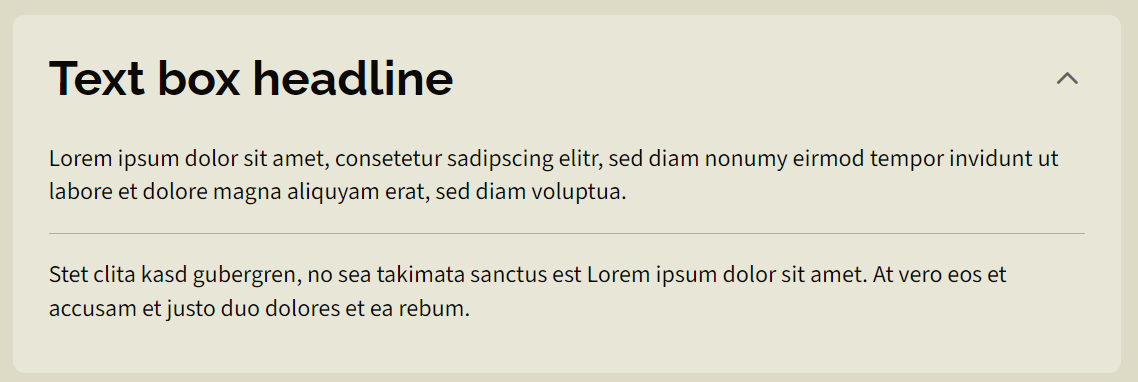 Text box headline
Lorem ipsum dolor sit amet, consetetur sadipscing elitr, sed diam nonumy eirmod tempor invidunt ut
labore et dolore magna aliquyam erat, sed diam voluptua.
Stet clita kasd gubergren, no sea takimata sanctus est Lorem ipsum dolor sit amet. At vero eos et
accusam et justo duo dolores et ea rebum.